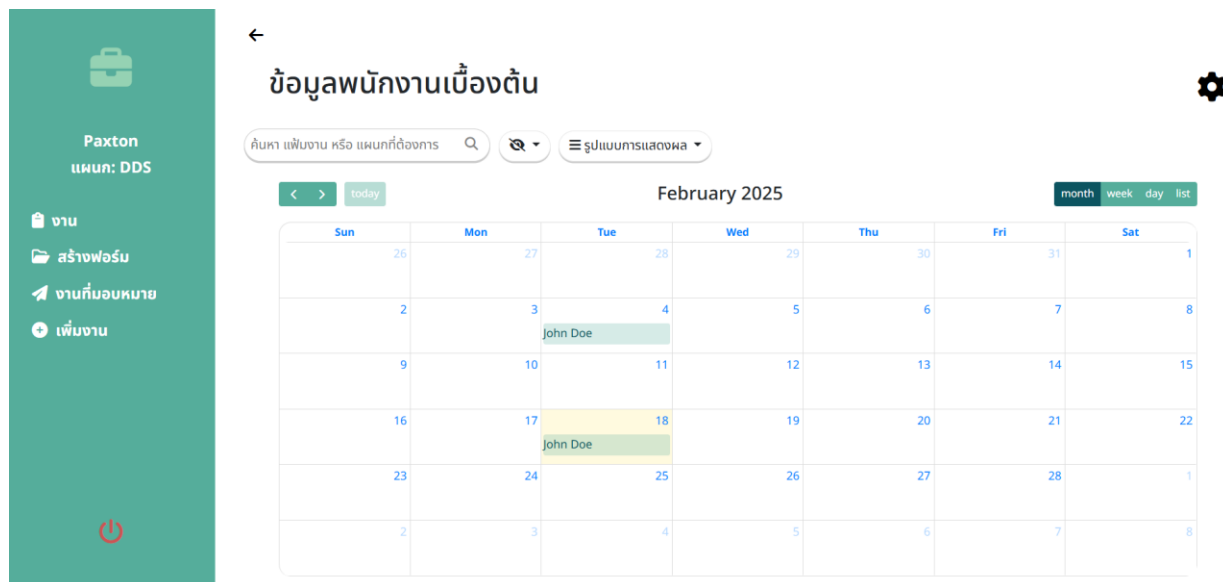 Paxton
แผนก: DDS
งาน
สร้างฟอร์ม
งานที่มอบหมาย
เพิ่มงาน
ข้อมูลพนักงานเบื้องต้น
ค้นหา แฟ้มงาน หรือ แผนกที่ต้องการ
รูปแบบการแสดงผล
today February 2025 month week day list
Sun Mon Tue Wed Thu Fri Sat
26 27 28 29 30 31 1
2 3 4 5 6 7 8
John Doe
9 10 11 12 13 14 15
16 17 18 19 20 21 22
John Doe
23 24 25 26 27 28 1
2 3 4 5 6 7 8